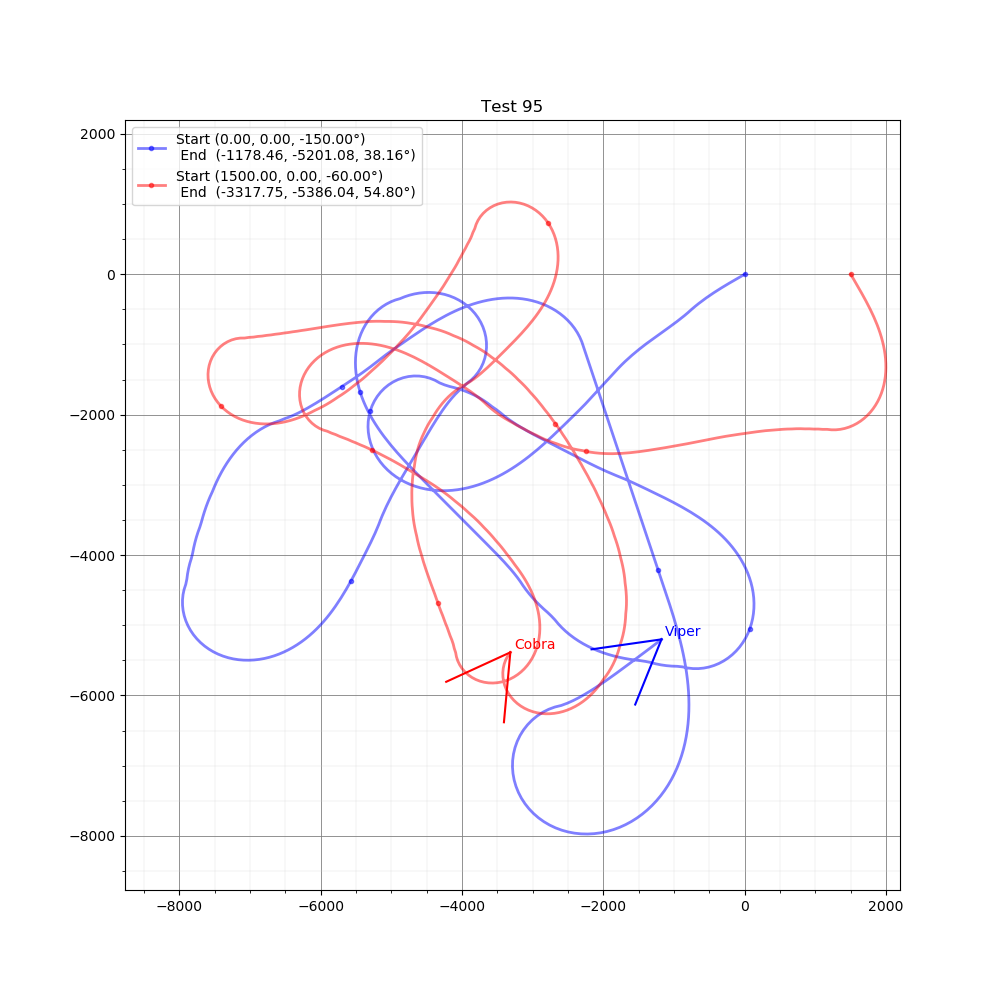 Test 95
Start (0.00, 0.00, -150.00°)
End  (-1178.46, -5201.08, 38.16°)
Start (1500.00, 0.00, -60.00°)
End  (-3317.75, -5386.04, 54.80°)
2000
0
−2000
−4000
−6000
−8000
Viper
Cobra
−8000
−6000
−4000
−2000
0
2000